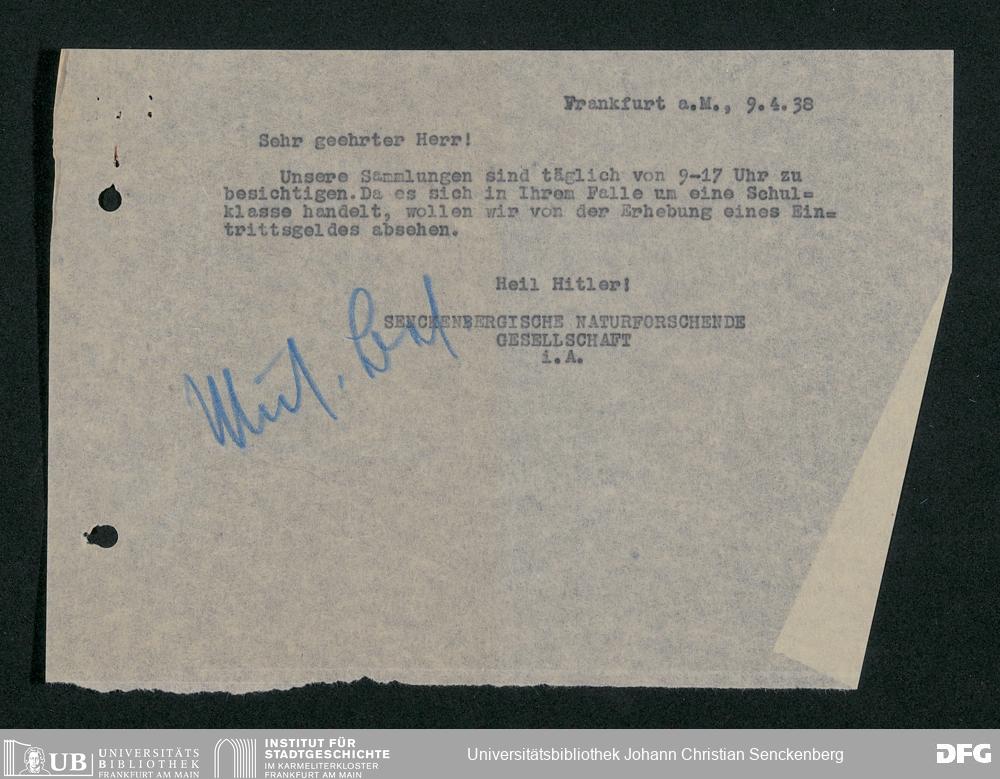 Frankfurt a.M., 9.4.38
Sehr geehrter Herr!
Unsere Sammlungen sind täglich von 9-17 Uhr zu
besichtigen.Da es sich in Ihrem Falle um eine Schul=
klasse handelt, wollen wir von der Erhebung eines Ein=
trittsgeldes absehen.
Heil Hitler!
SENCKENBERGISCHE NATURFORSCHENDE
GESELLSCHAFT
i.A.
UB UNIVERSITÄTS
BIBLIOTHEK
FRANKFURT AM MAIN
INSTITUT FÜR
STADTGESCHICHTE
IM KARMELITERKLOSTER
FRANKFURT AM MAIN
Universitätsbibliothek Johann Christian Senckenberg
DFG